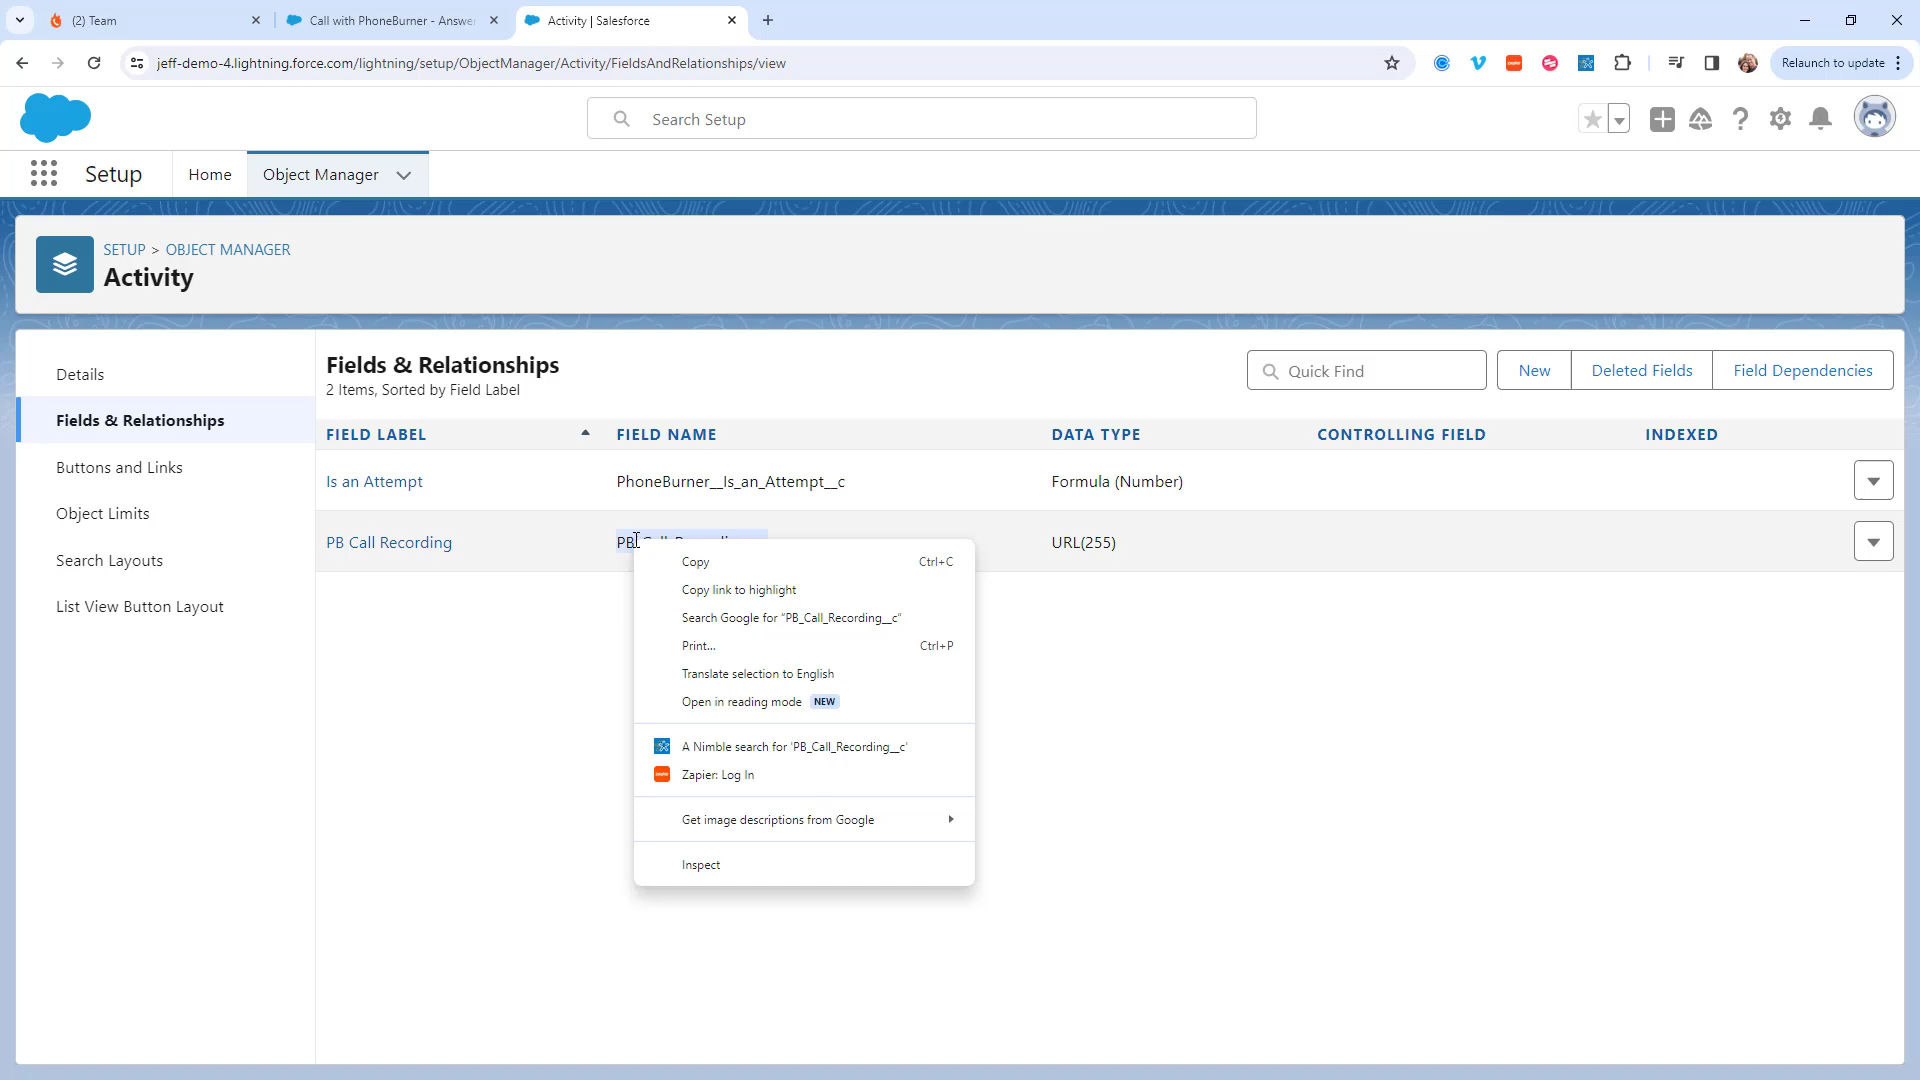 (2) Team
Call with PhoneBurner - Answe
Activity | Salesforce
jeff-demo-4.lightning.force.com/lightning/setup/ObjectManager/Activity/FieldsAndRelationships/view
Relaunch to update
Search Setup
Setup
Home
Object Manager
SETUP > OBJECT MANAGER
Activity
Details
Fields & Relationships
Buttons and Links
Object Limits
Search Layouts
List View Button Layout
Fields & Relationships
2 Items, Sorted by Field Label
Quick Find
New
Deleted Fields
Field Dependencies
FIELD LABEL
FIELD NAME
DATA TYPE
CONTROLLING FIELD
INDEXED
Is an Attempt
PhoneBurner__Is_an_Attempt__c
Formula (Number)
PB Call Recording
PB
URL(255)
Copy Ctrl+C
Copy link to highlight
Search Google for "PB_Call_Recording__c"
Print... Ctrl+P
Translate selection to English
Open in reading mode NEW
A Nimble search for 'PB_Call_Recording__c'
Zapier: Log In
Get image descriptions from Google
Inspect